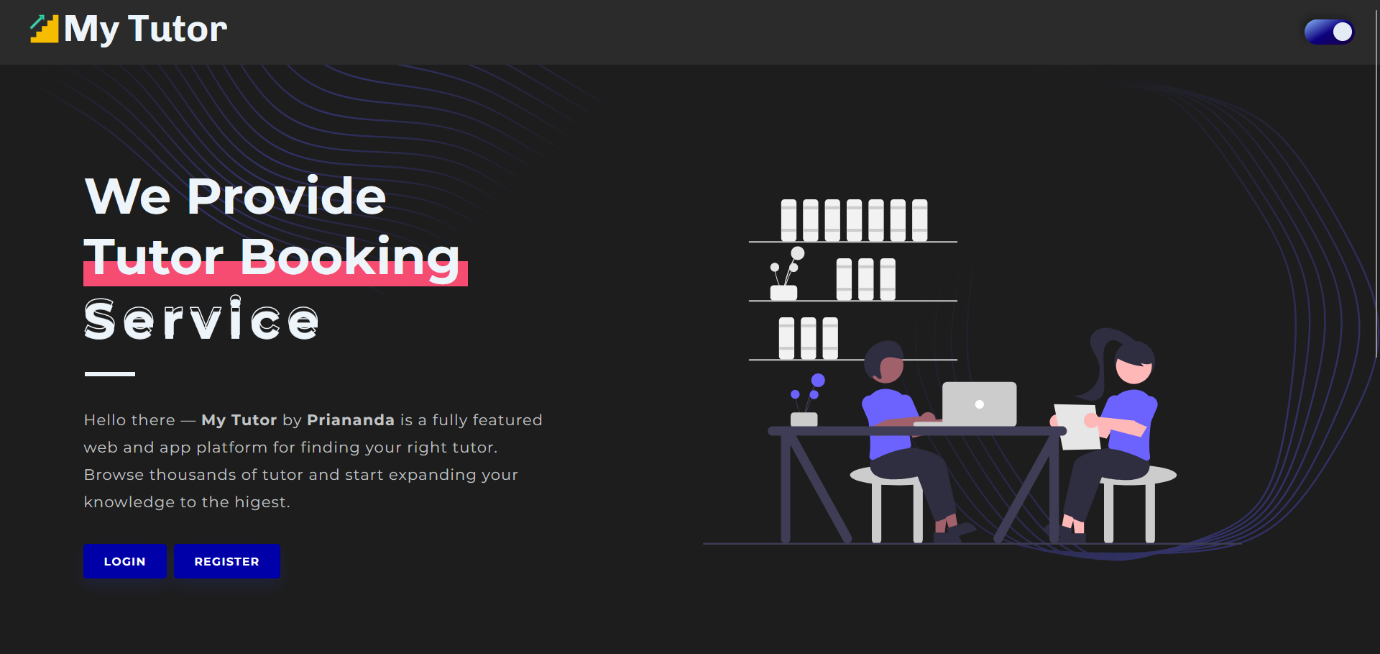 My Tutor
We Provide
Tutor Booking
Service
Hello there — My Tutor by Priananda is a fully featured
web and app platform for finding your right tutor.
Browse thousands of tutor and start expanding your
knowledge to the higest.
LOGIN REGISTER